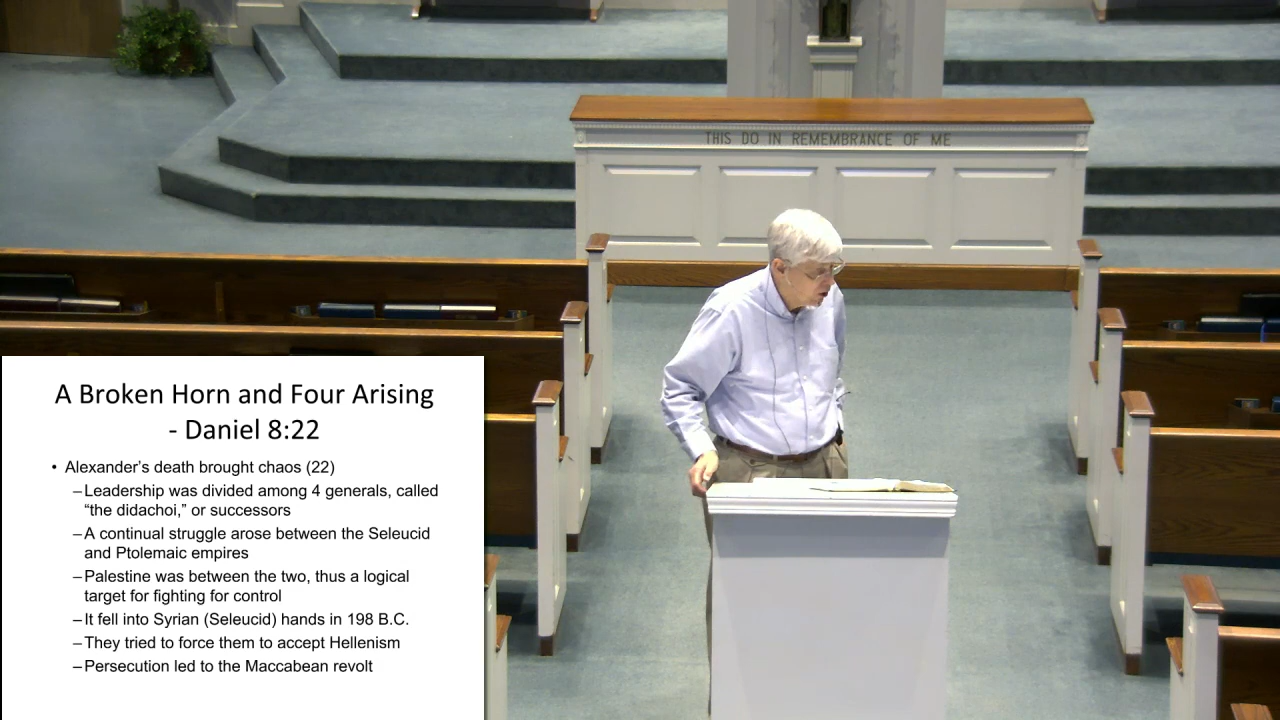 THIS DO IN REMEMBRANCE OF ME
A Broken Horn and Four Arising
- Daniel 8:22
• Alexander's death brought chaos (22)
–Leadership was divided among 4 generals, called
“the didachoi,” or successors
–A continual struggle arose between the Seleucid
and Ptolemaic empires
–Palestine was between the two, thus a logical
target for fighting for control
–It fell into Syrian (Seleucid) hands in 198 B.C.
–They tried to force them to accept Hellenism
–Persecution led to the Maccabean revolt